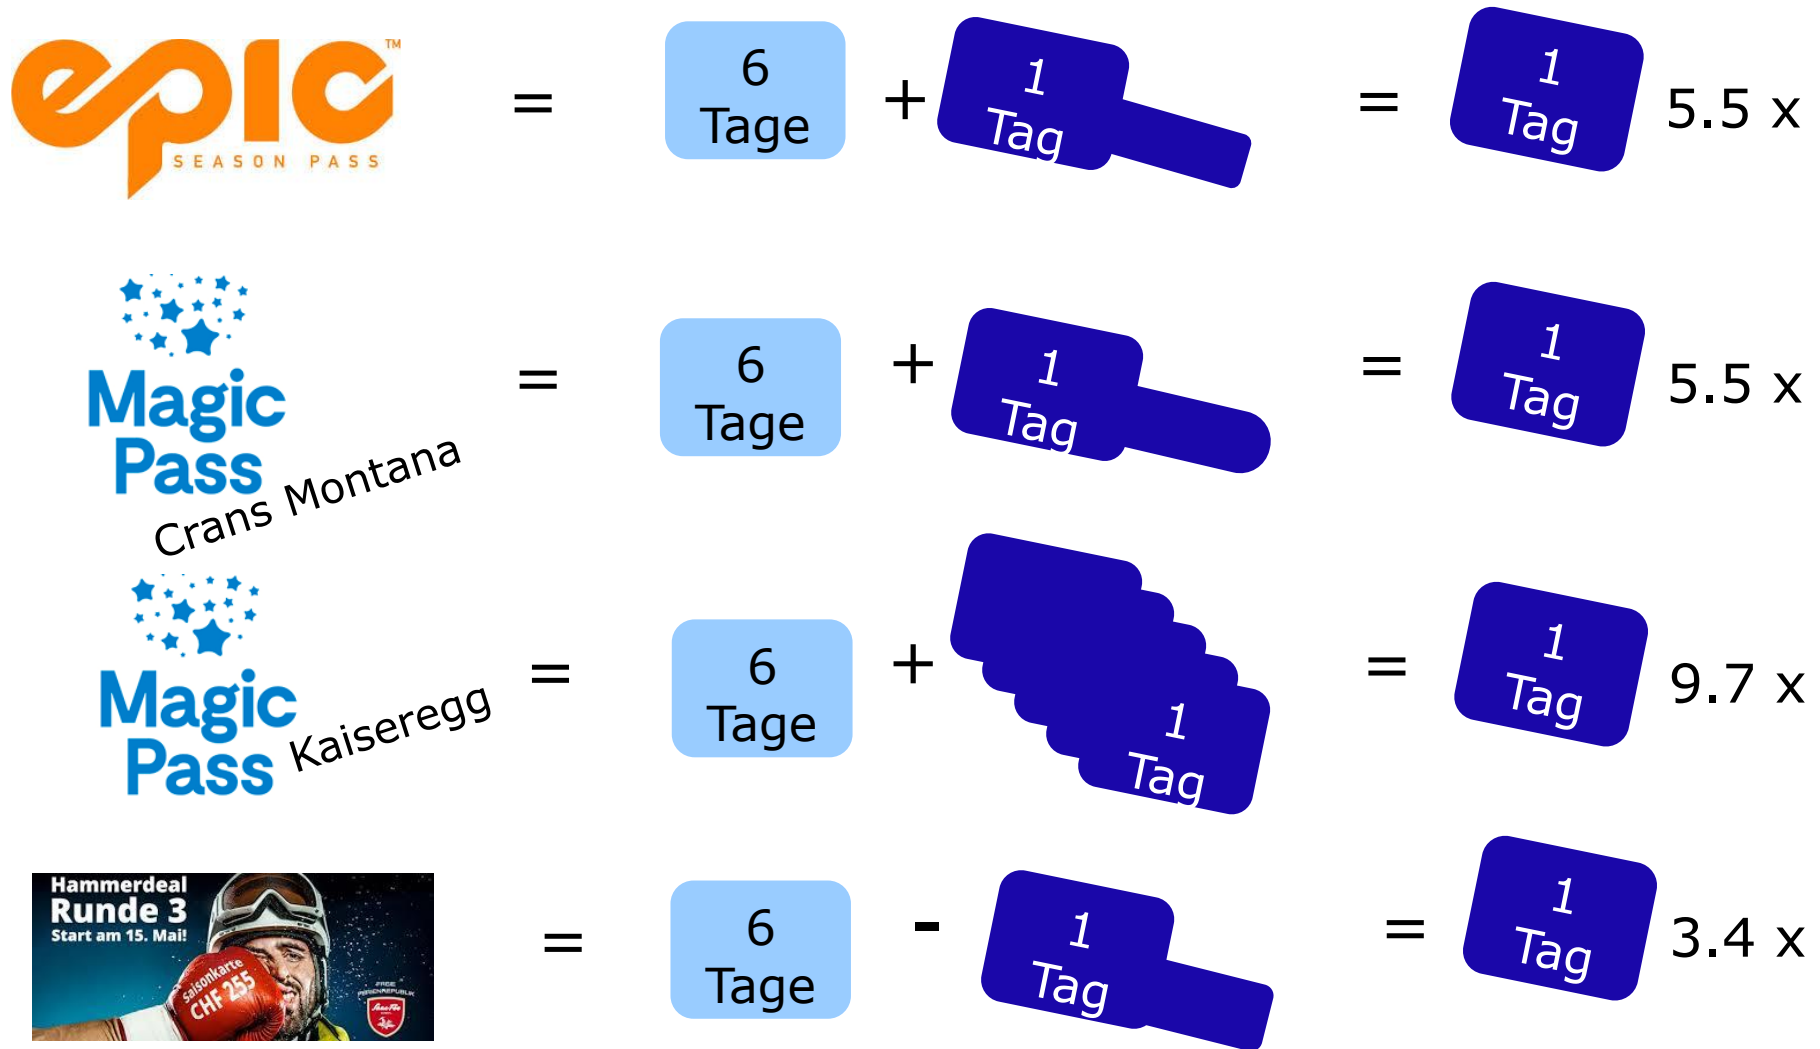 epic™
SEASON PASS
=
6
Tage
+
1
Tag
=
1
Tag
5.5 x
Magic
Pass
Crans Montana
=
6
Tage
+
1
Tag
=
1
Tag
5.5 x
Magic
Pass
Kaiseregg
=
6
Tage
+
1
Tag
=
1
Tag
9.7 x
Hammerdeal
Runde 3
Start am 15. Mai!
Saisonkarte
CHF 255
=
6
Tage
-
1
Tag
=
1
Tag
3.4 x